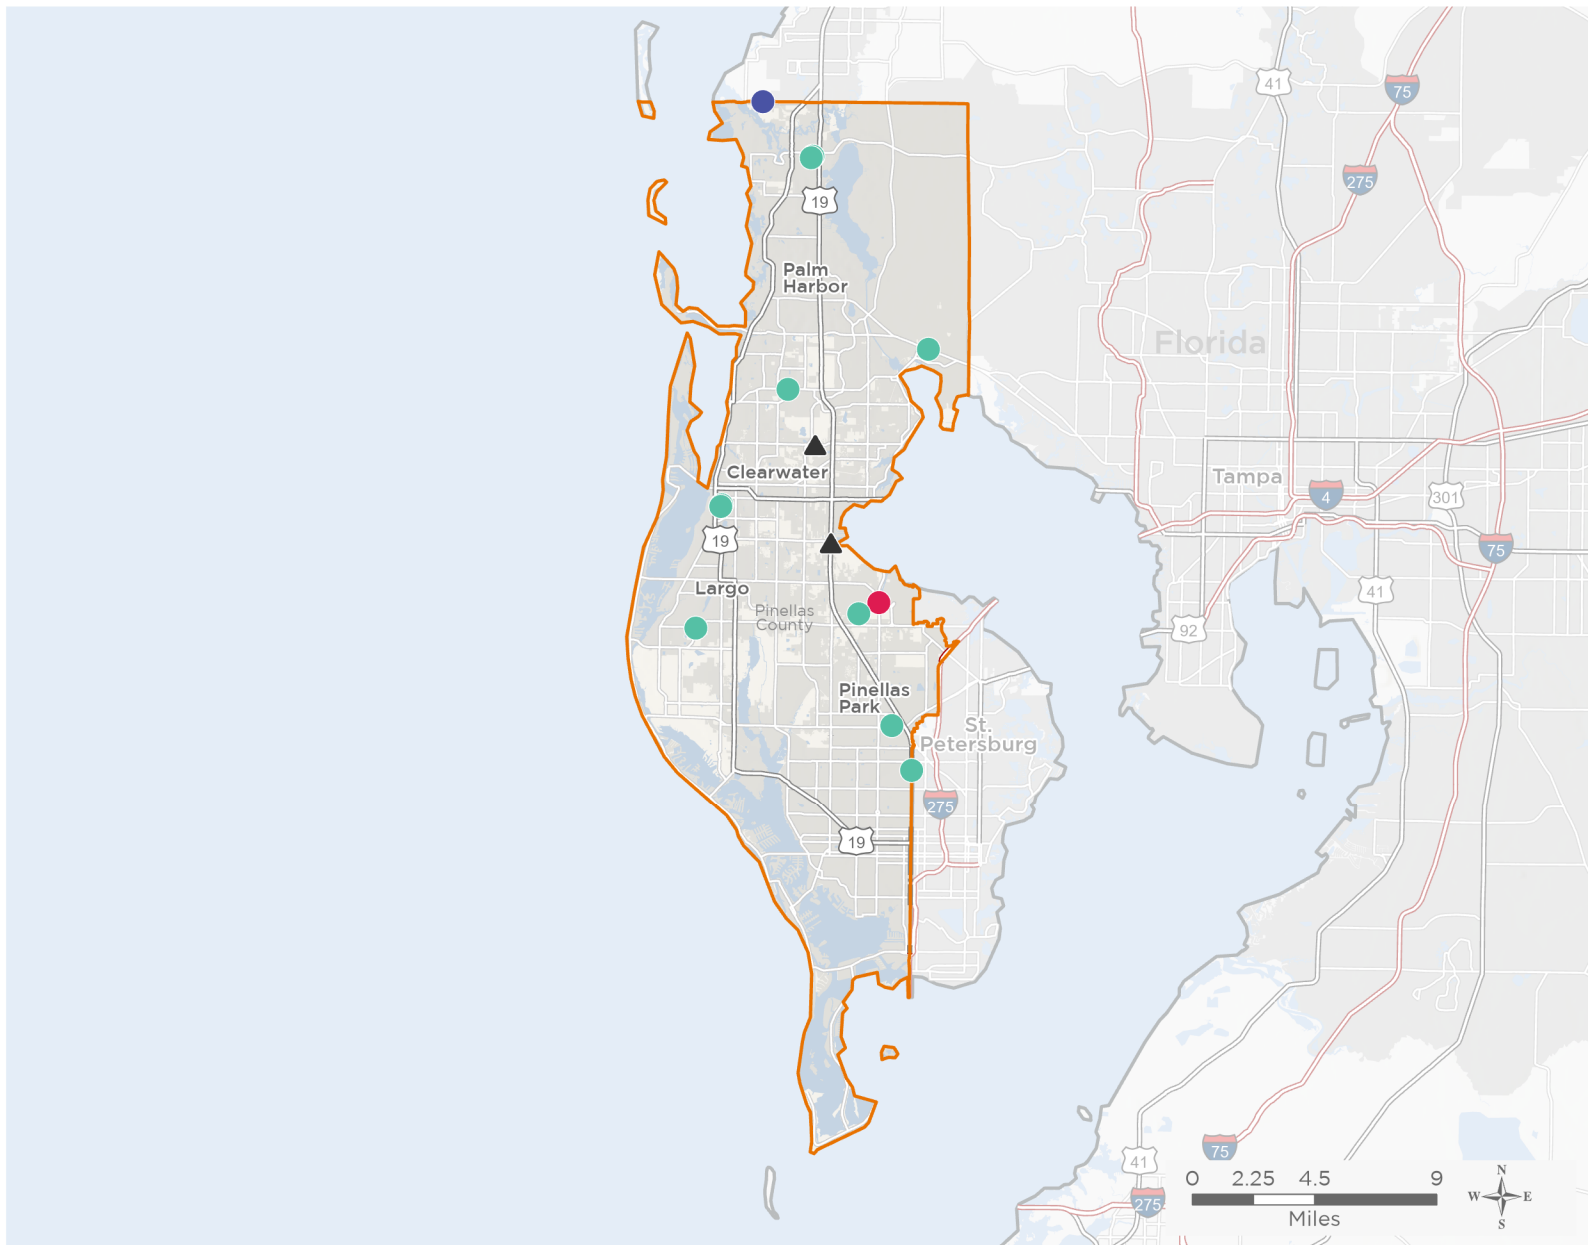 41
75
275
19
Palm
Harbor
Florida
Clearwater
Tampa
4
301
19
75
Largo
41
Pinellas
County
92
Pinellas
Park
St.
Petersburg
275
19
41
75
275
0 2.25 4.5 9
Miles
N
W E
S